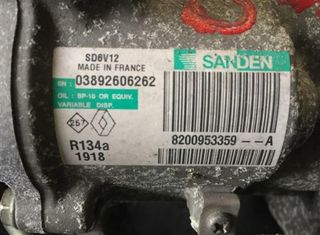 SD6V12
MADE IN FRANCE
SANDEN
SN : 03892606262
OIL : SP-10 OR EQUIV.
VARIABLE DISP.
257
R134a
1918
8200953359--A